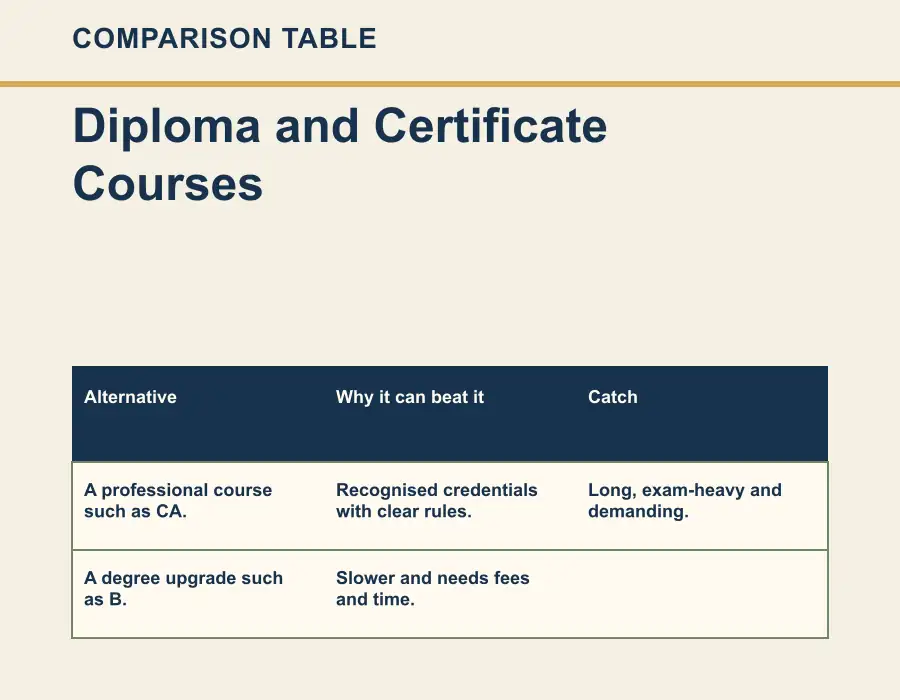 COMPARISON TABLE
Diploma and Certificate
Courses
Alternative
Why it can beat it
Catch
A professional course
such as CA.
Recognised credentials
with clear rules.
Long, exam-heavy and
demanding.
A degree upgrade such
as B.
Slower and needs fees
and time.